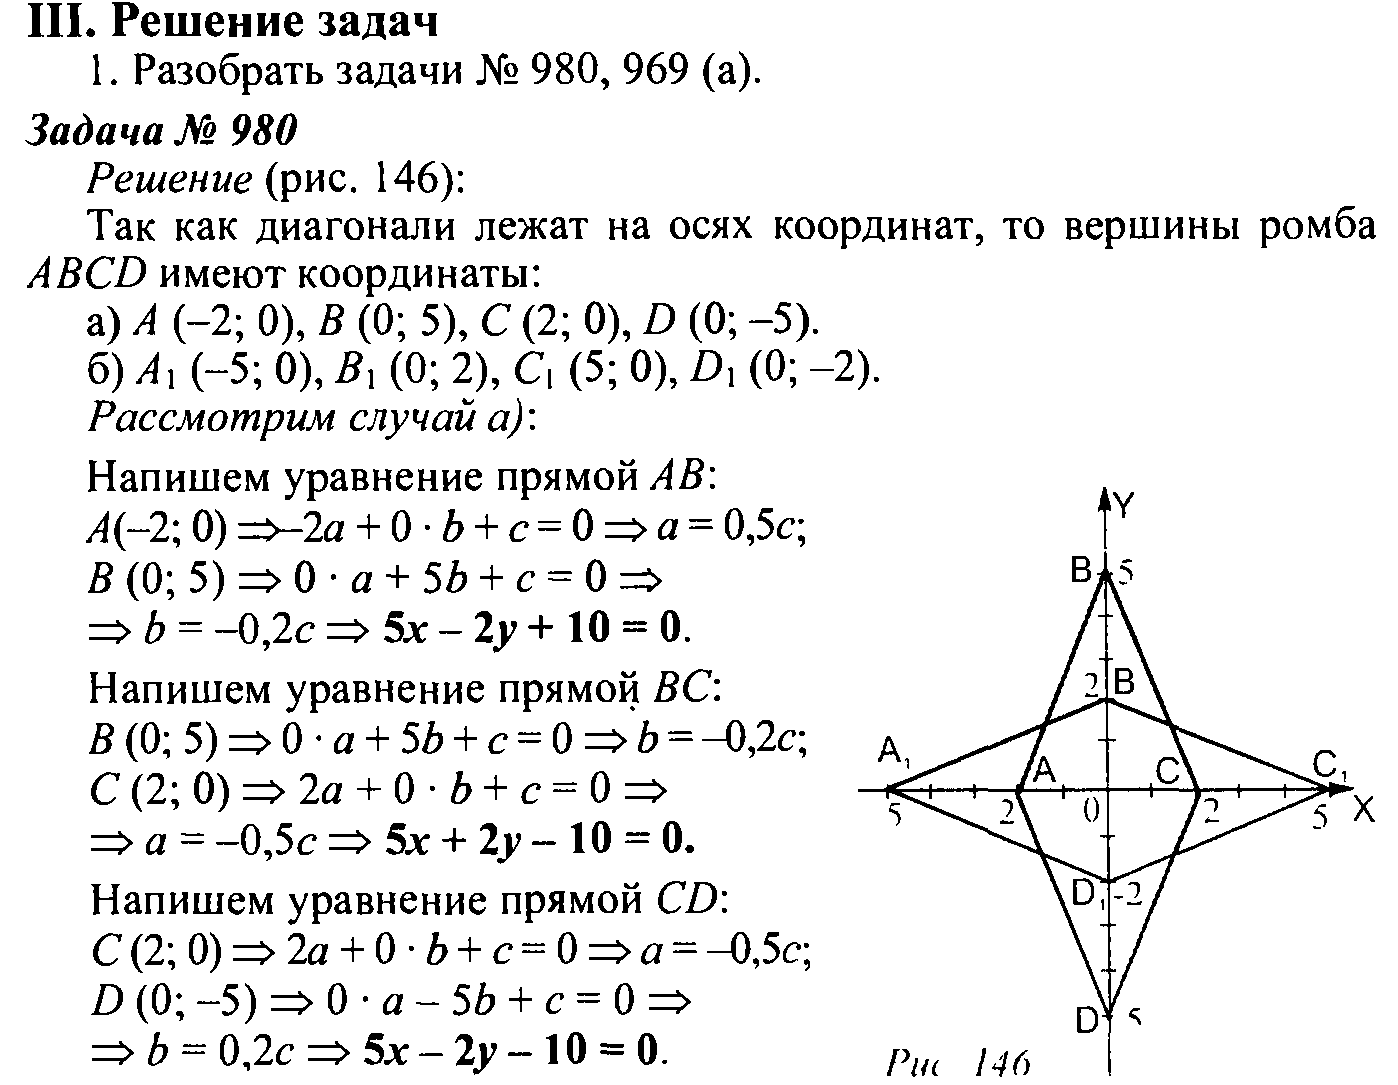 III. Решение задач
1. Разобрать задачи № 980, 969 (а).
Задача № 980
Решение (рис. 146):
Так как диагонали лежат на осях координат, то вершины ромба
ABCD имеют координаты:
а) A (–2; 0), B (0; 5), C (2; 0), D (0; –5).
б) A₁ (–5; 0), B₁ (0; 2), C₁ (5; 0), D₁ (0; –2).
Рассмотрим случай а):
Напишем уравнение прямой AB:
A(–2; 0) ⇒–2a + 0 · b + c = 0 ⇒ a = 0,5c;
B (0; 5) ⇒ 0 · a + 5b + c = 0 ⇒
⇒ b = –0,2c ⇒ 5x – 2y + 10 = 0.
Напишем уравнение прямой BC:
B (0; 5) ⇒ 0 · a + 5b + c = 0 ⇒ b = –0,2c;
C (2; 0) ⇒ 2a + 0 · b + c = 0 ⇒
⇒ a = –0,5c ⇒ 5x + 2y – 10 = 0.
Напишем уравнение прямой CD:
C (2; 0) ⇒ 2a + 0 · b + c = 0 ⇒ a = –0,5c;
D (0; –5) ⇒ 0 · a – 5b + c = 0 ⇒
⇒ b = 0,2c ⇒ 5x – 2y – 10 = 0.
Y
B 5
2 B
A₁ A C C₁
5 2 0 2 5 X
D₁ -2
D 5
Рис 146